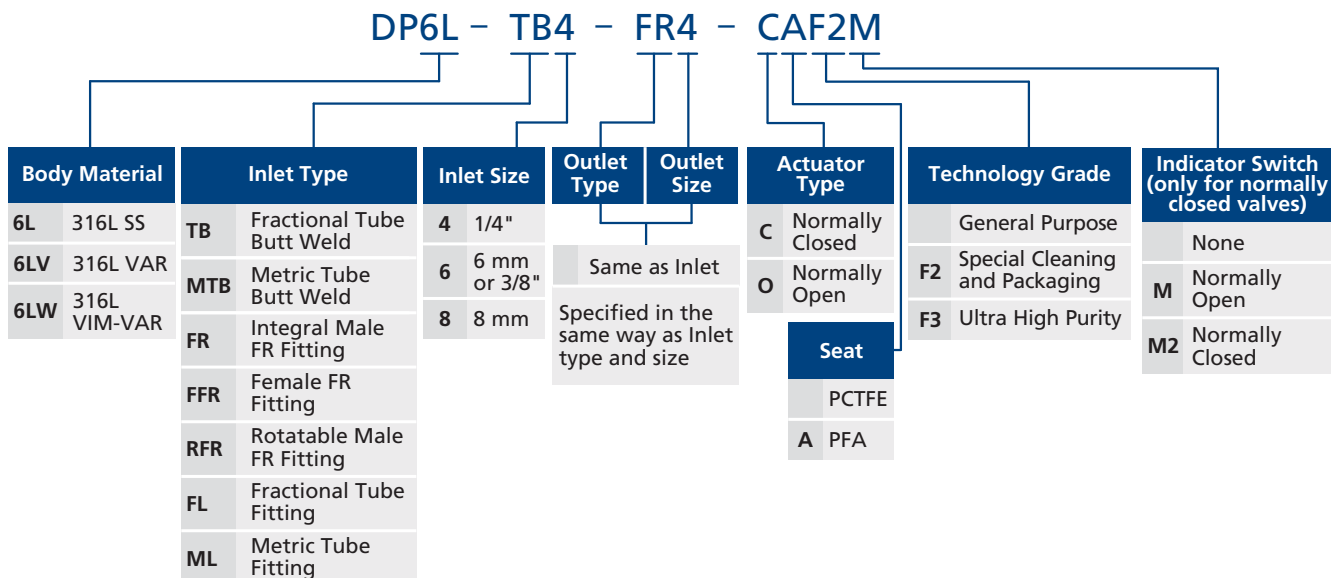 DP6L – TB4 – FR4 - CAF2M
Body Material
6L 316L SS
6LV 316L VAR
6LW 316L
VIM-VAR
Inlet Type
TB Fractional Tube
Butt Weld
MTB Metric Tube
Butt Weld
FR Integral Male
FR Fitting
FFR Female FR
Fitting
RFR Rotatable Male
FR Fitting
FL Fractional Tube
Fitting
ML Metric Tube
Fitting
Inlet Size
4 1/4"
6 6 mm
or 3/8"
8 8 mm
Outlet
Type
Outlet
Size
Same as Inlet
Specified in the
same way as Inlet
type and size
Actuator
Type
C Normally
Closed
O Normally
Open
Seat
PCTFE
A PFA
Technology Grade
General Purpose
F2 Special Cleaning
and Packaging
F3 Ultra High Purity
Indicator Switch
(only for normally
closed valves)
None
M Normally
Open
M2 Normally
Closed